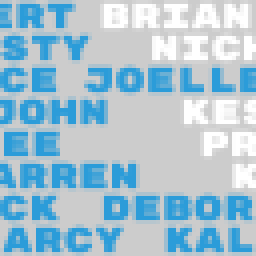 ERT BRIAN
STY NICH
CE JOELLE
JOHN KES
EE PR
ARREN K
CK DEBOR
ARCY KAL